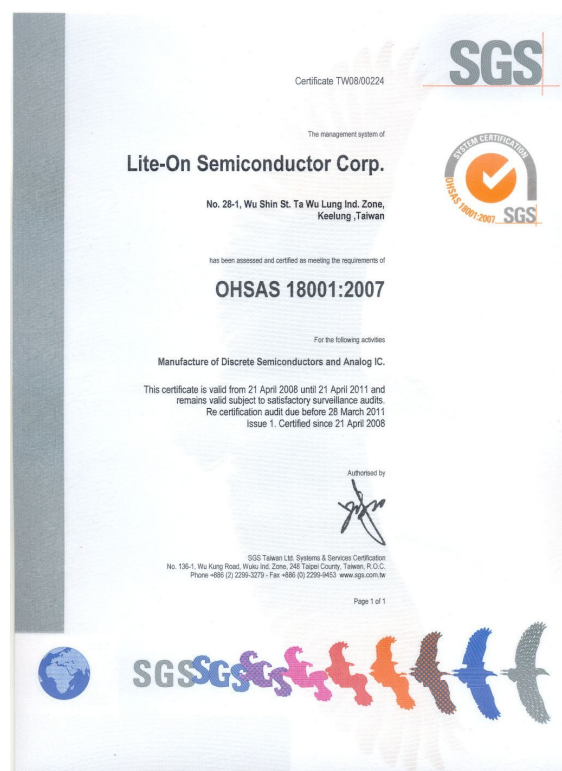 SGS
Certificate TW08/00224
The management system of
Lite-On Semiconductor Corp.
SYSTEM CERTIFICATION
OHSAS 18001:2007
SGS
No. 28-1, Wu Shin St. Ta Wu Lung Ind. Zone,
Keelung ,Taiwan
has been assessed and certified as meeting the requirements of
OHSAS 18001:2007
For the following activities
Manufacture of Discrete Semiconductors and Analog IC.
This certificate is valid from 21 April 2008 until 21 April 2011 and
remains valid subject to satisfactory surveillance audits.
Re certification audit due before 28 March 2011
Issue 1. Certified since 21 April 2008
Authorised by
SGS Taiwan Ltd. Systems & Services Certification
No. 136-1, Wu Kung Road, Wuku Ind. Zone, 248 Taipei County, Taiwan, R.O.C.
Phone +886 (2) 2299-3279 - Fax +886 (0) 2299-9453 www.sgs.com.tw
Page 1 of 1
SGSSGSGS